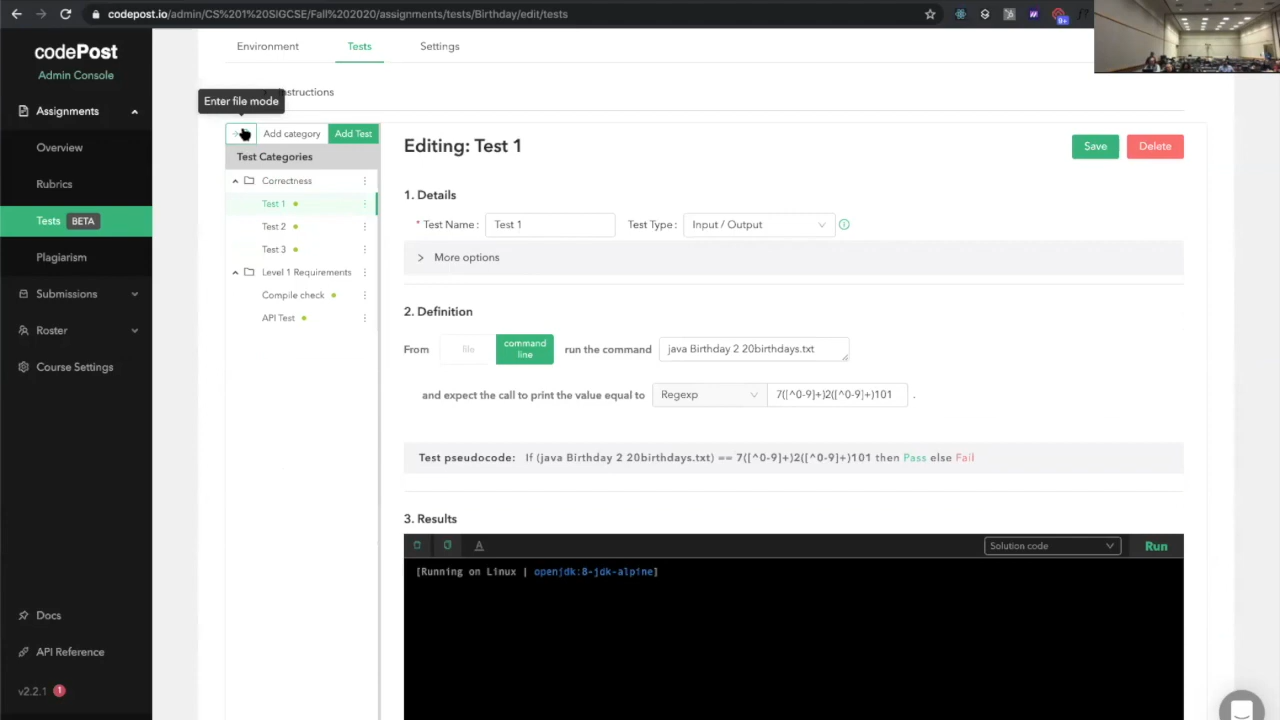 codepost.io/admin/CS%201%20SIGCSE/Fall%202020/assignments/tests/Birthday/edit/tests
9+
codePost
Admin Console
Assignments
Overview
Rubrics
Tests BETA
Plagiarism
Submissions
Roster
Course Settings
Docs
API Reference
v2.2.1 1
Environment Tests Settings
Instructions
Enter file mode
Add category Add Test
Test Categories
Correctness
Test 1
Test 2
Test 3
Level 1 Requirements
Compile check
API Test
Editing: Test 1
Save Delete
1. Details
* Test Name : Test 1 Test Type : Input / Output
More options
2. Definition
From file command line run the command java Birthday 2 20birthdays.txt
and expect the call to print the value equal to Regexp 7([^0-9]+)2([^0-9]+)101 .
Test pseudocode: If (java Birthday 2 20birthdays.txt) == 7([^0-9]+)2([^0-9]+)101 then Pass else Fail
3. Results
A Solution code Run
[Running on Linux | openjdk:8-jdk-alpine]